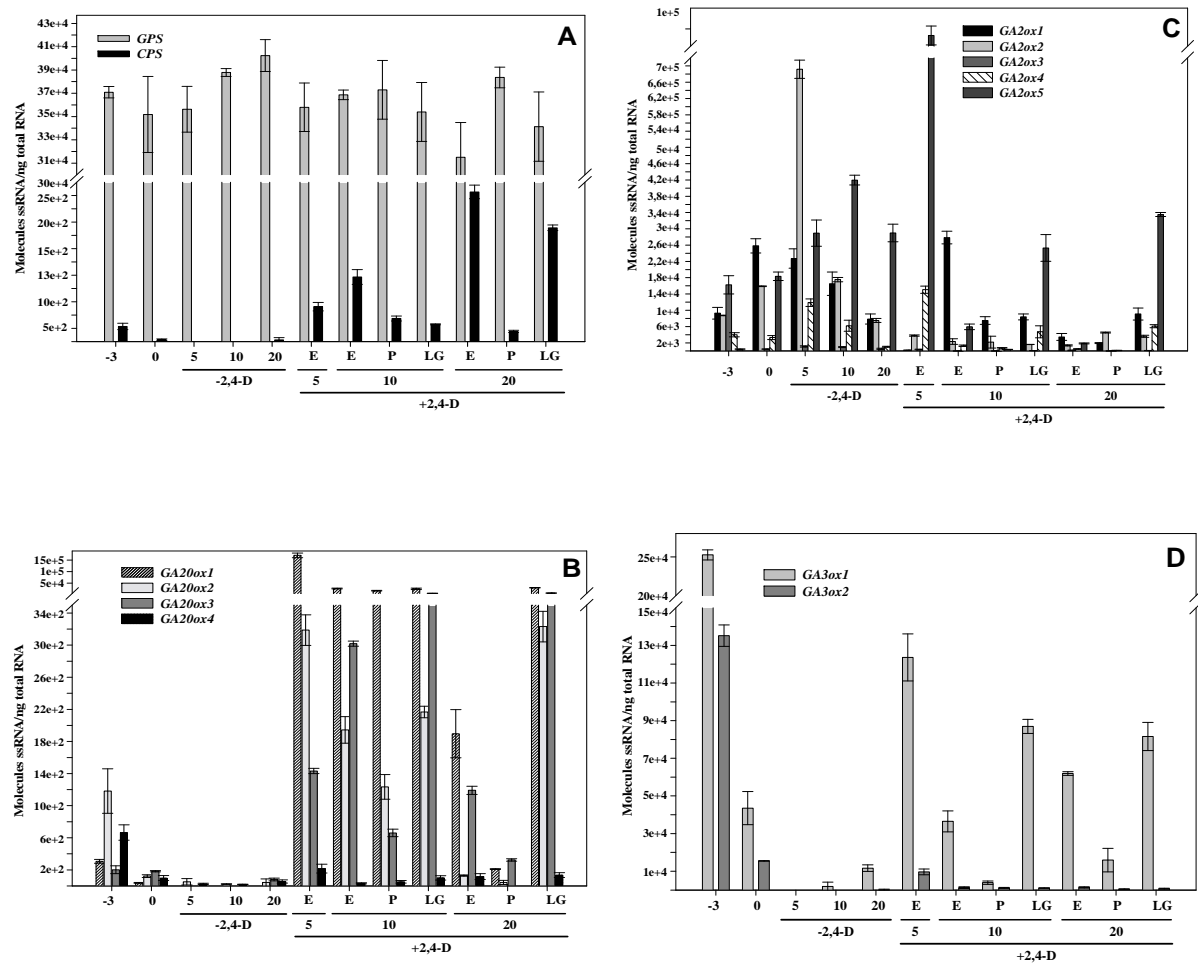 A
GPS
CPS
Molecules ssRNA/ng total RNA
43e+4
41e+4
39e+4
37e+4
35e+4
33e+4
31e+4
30e+4
20e+2
15e+2
13e+2
10e+2
5e+2
-3 0 5 10 20 E E P LG E P LG
-2,4-D 5 10 20
+2,4-D
C
GA2ox1
GA2ox2
GA2ox3
GA2ox4
GA2ox5
Molecules ssRNA/ng total RNA
1e+5
7e+5
6,6e+4
6,2e+4
5,8e+4
5,4e+4
5e+4
4,6e+4
4,2e+4
3,8e+4
3,4e+4
3e+4
2,6e+4
2,2e+4
1,8e+4
1,4e+4
1e+4
6e+3
2e+3
-3 0 5 10 20 E E P LG E P LG
-2,4-D 5 10 20
+2,4-D
B
GA20ox1
GA20ox2
GA20ox3
GA20ox4
Molecules ssRNA/ng total RNA
15e+5
10e+5
50e+4
34e+2
30e+2
26e+2
22e+2
18e+2
14e+2
10e+2
6e+2
2e+2
-3 0 5 10 20 E E P LG E P LG
-2,4-D 5 10 20
+2,4-D
D
GA3ox1
GA3ox2
Molecules ssRNA/ng total RNA
25e+4
20e+4
15e+4
13e+4
11e+4
90e+4
7e+4
5e+4
3e+4
1e+4
-3 0 5 10 20 E E P LG E P LG
-2,4-D 5 10 20
+2,4-D